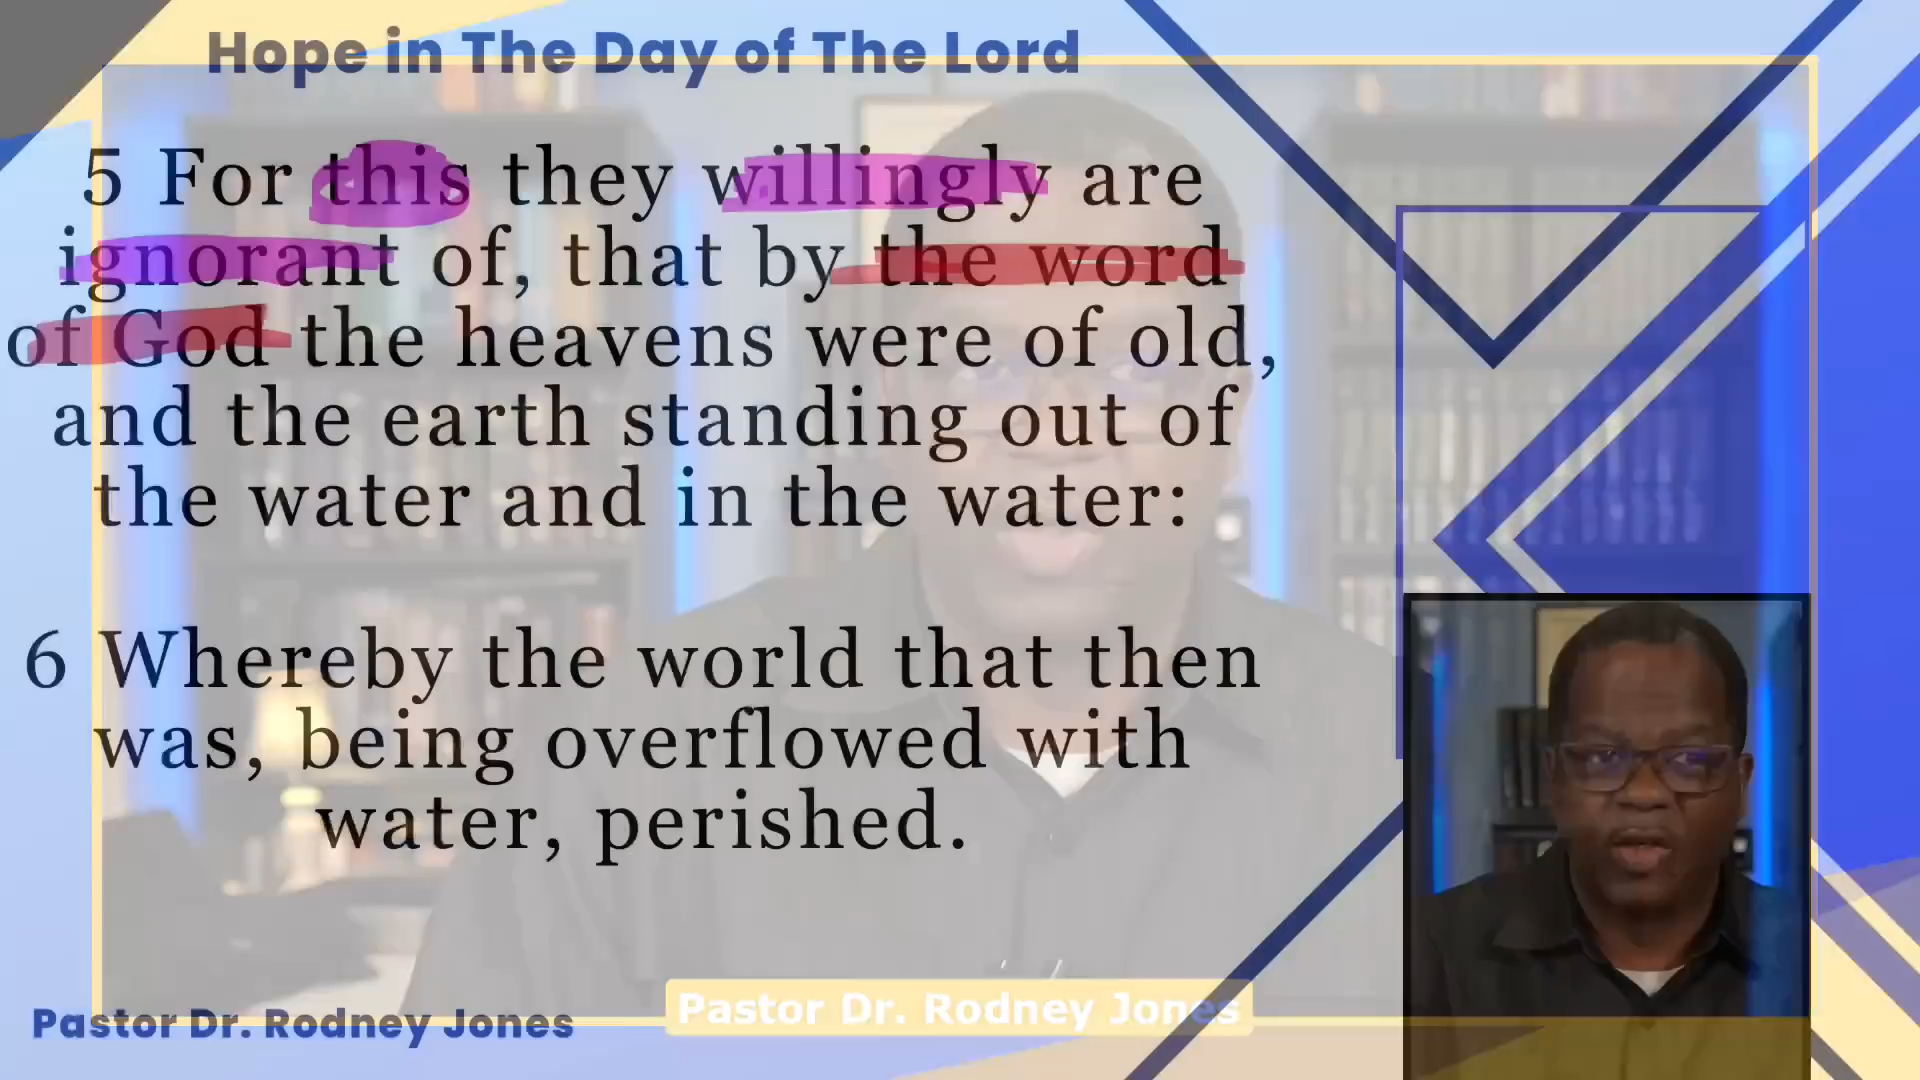 Hope in The Day of The Lord
5 For this they willingly are
ignorant of, that by the word
of God the heavens were of old,
and the earth standing out of
the water and in the water:
6 Whereby the world that then
was, being overflowed with
water, perished.
Pastor Dr. Rodney Jones
Pastor Dr. Rodney Jones